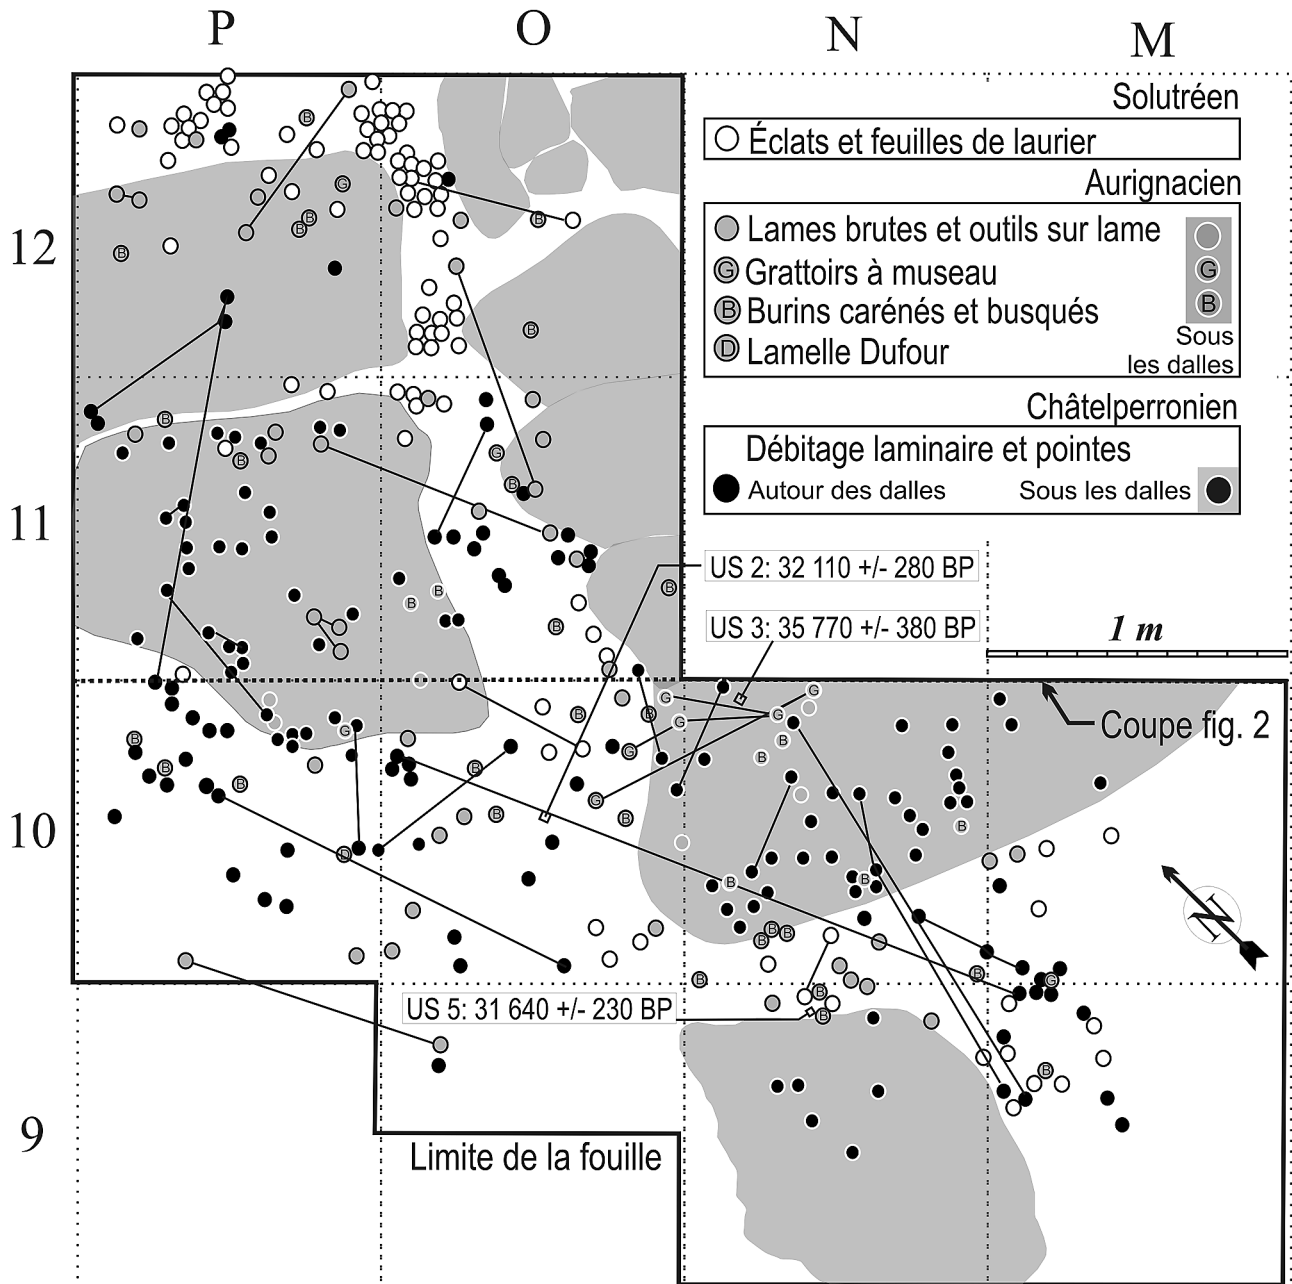 P O N M
Solutréen
Éclats et feuilles de laurier
Aurignacien
Lames brutes et outils sur lame
G Grattoirs à museau G
B Burins carénés et busqués B
D Lamelle Dufour
Sous
les dalles
Châtelperronien
Débitage laminaire et pointes
Autour des dalles Sous les dalles
12
11
10
9
US 2: 32 110 +/- 280 BP
US 3: 35 770 +/- 380 BP
1 m
Coupe fig. 2
N
US 5: 31 640 +/- 230 BP
Limite de la fouille